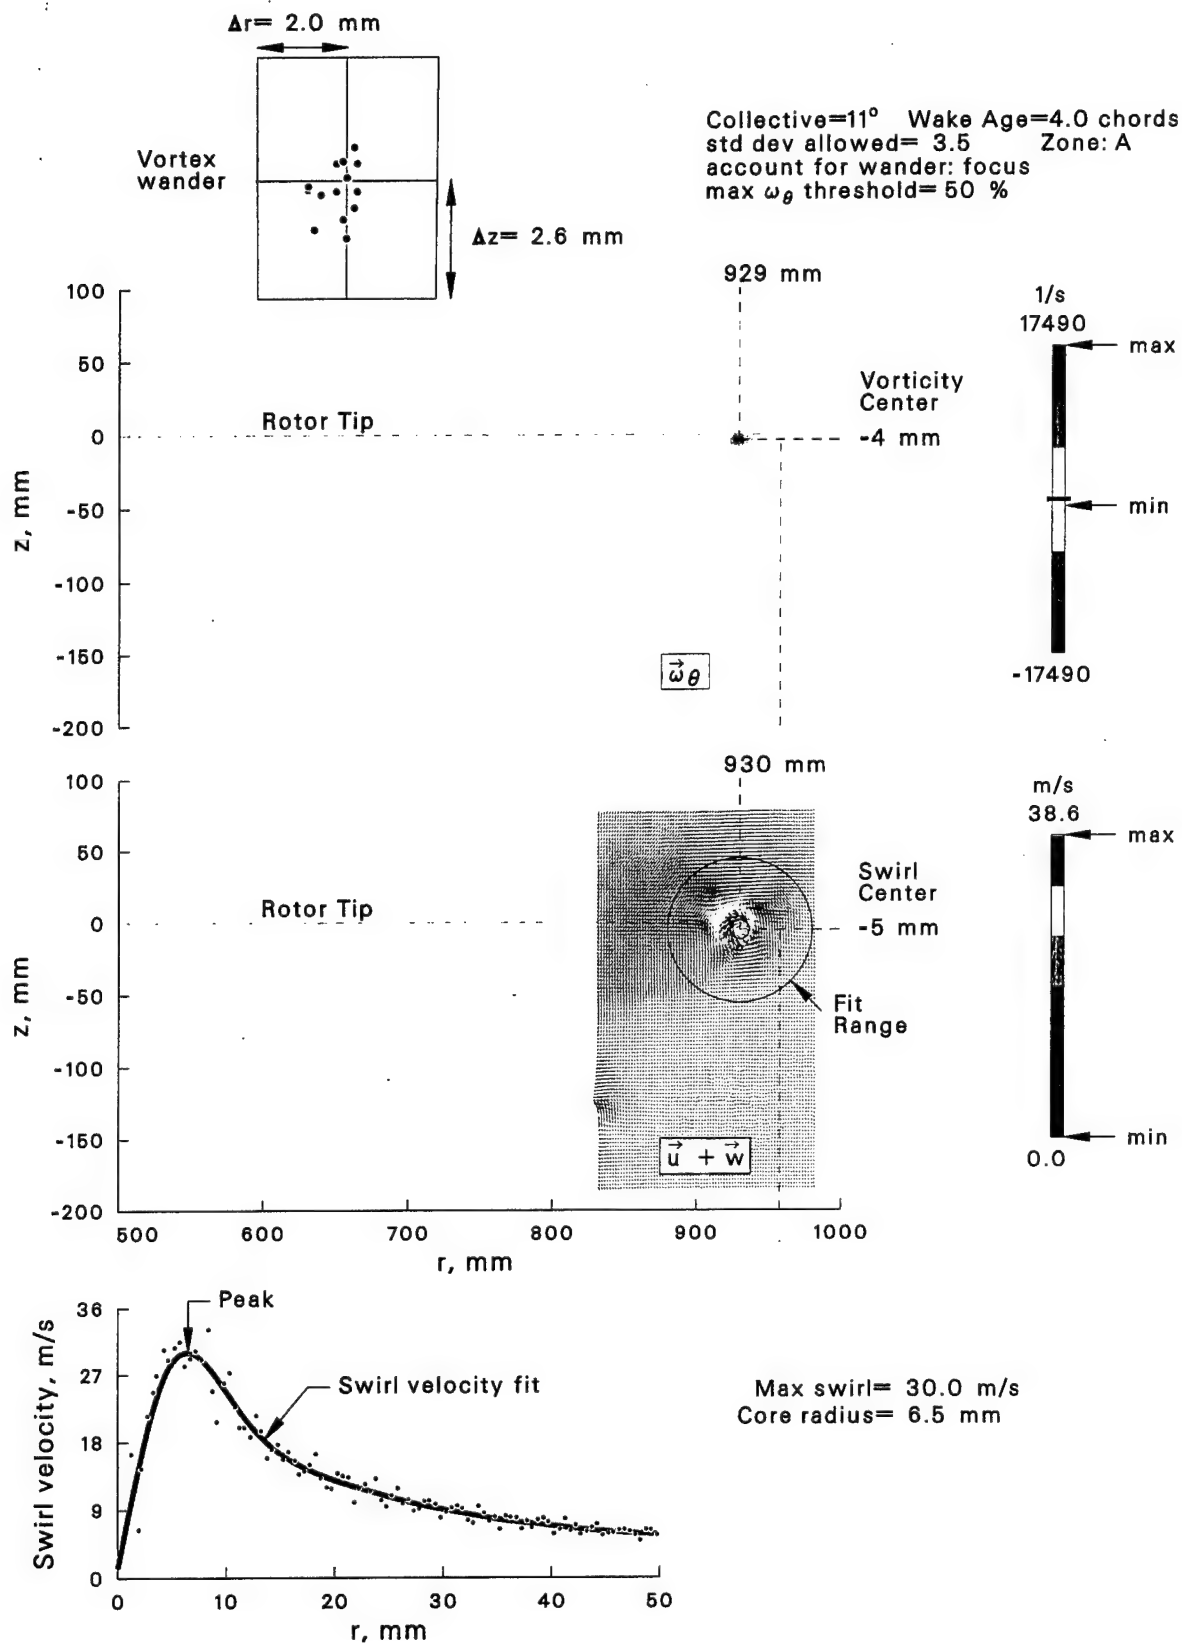 Δr= 2.0 mm
Vortex
wander
Δz= 2.6 mm
Collective=11° Wake Age=4.0 chords
std dev allowed= 3.5 Zone: A
account for wander: focus
max ωθ threshold= 50 %
929 mm
100
50
0
-50
-100
-150
-200
z, mm
Rotor Tip
Vorticity
Center
-4 mm
ωθ
1/s
17490
max
min
-17490
930 mm
100
50
0
-50
-100
-150
-200
z, mm
Rotor Tip
Swirl
Center
-5 mm
Fit
Range
u + w
m/s
38.6
max
min
0.0
500 600 700 800 900 1000
r, mm
36
27
18
9
0
Swirl velocity, m/s
Peak
Swirl velocity fit
Max swirl= 30.0 m/s
Core radius= 6.5 mm
0 10 20 30 40 50
r, mm